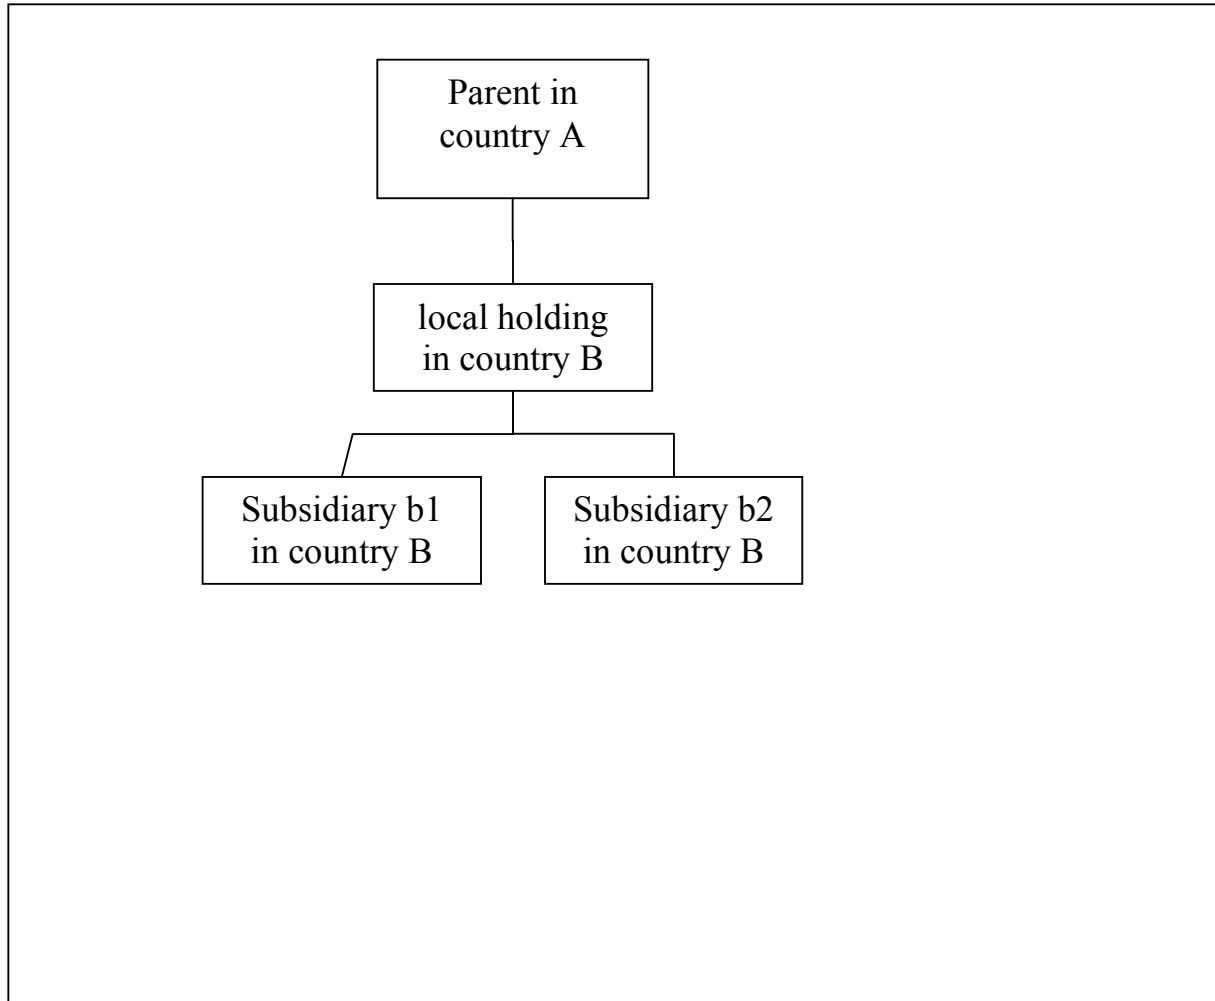 Parent in
country A
local holding
in country B
Subsidiary b1
in country B
Subsidiary b2
in country B